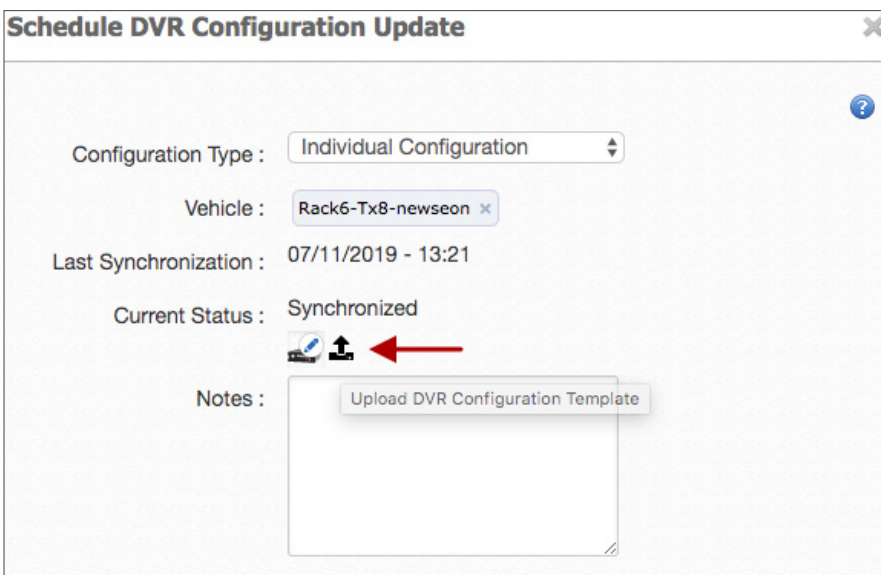 Schedule DVR Configuration Update
Configuration Type : Individual Configuration
Vehicle : Rack6-Tx8-newseon ×
Last Synchronization : 07/11/2019 - 13:21
Current Status : Synchronized
Notes :
Upload DVR Configuration Template